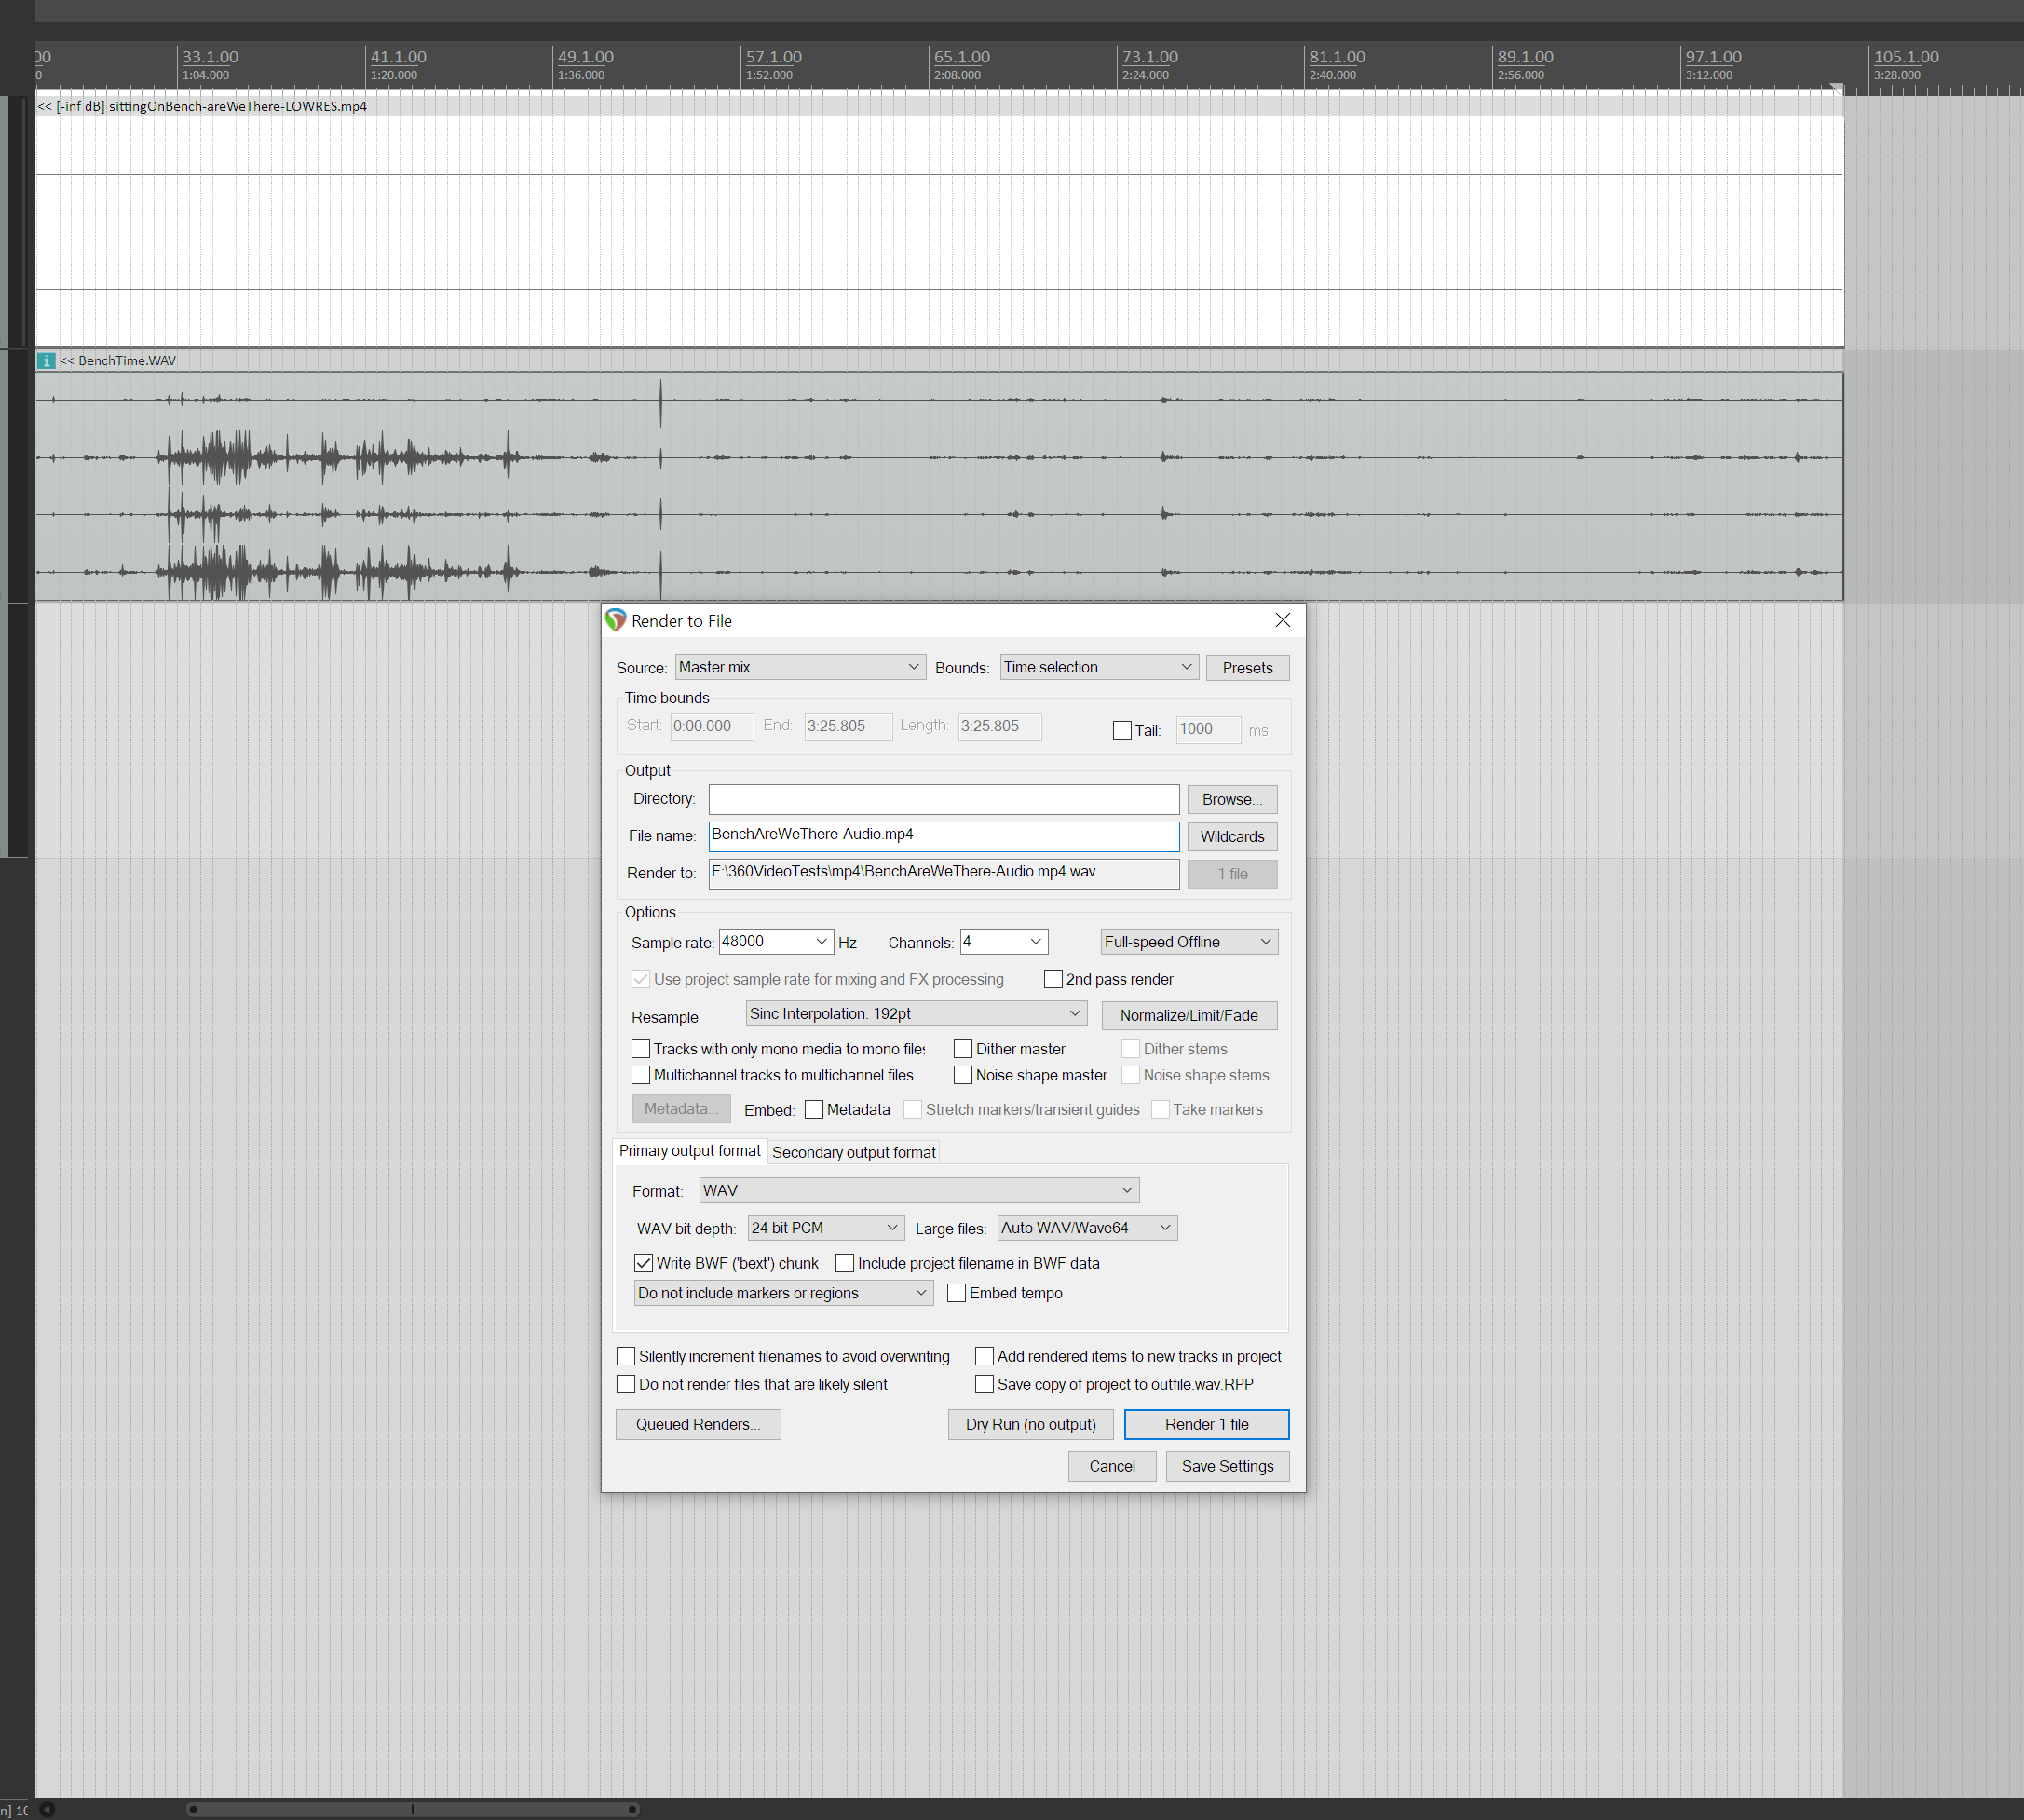 00 33.1.00 41.1.00 49.1.00 57.1.00 65.1.00 73.1.00 81.1.00 89.1.00 97.1.00 105.1.00
0 1:04.000 1:20.000 1:36.000 1:52.000 2:08.000 2:24.000 2:40.000 2:56.000 3:12.000 3:28.000
<< [-inf dB] sittingOnBench-areWeThere-LOWRES.mp4
i << BenchTime.WAV
Render to File
Source: Master mix Bounds: Time selection Presets
Time bounds
Start: 0:00.000 End: 3:25.805 Length: 3:25.805 Tail: 1000 ms
Output
Directory: Browse...
File name: BenchAreWeThere-Audio.mp4 Wildcards
Render to: F:\360VideoTests\mp4\BenchAreWeThere-Audio.mp4.wav 1 file
Options
Sample rate: 48000 Hz Channels: 4 Full-speed Offline
Use project sample rate for mixing and FX processing 2nd pass render
Resample Sinc Interpolation: 192pt Normalize/Limit/Fade
Tracks with only mono media to mono files Dither master Dither stems
Multichannel tracks to multichannel files Noise shape master Noise shape stems
Metadata... Embed: Metadata Stretch markers/transient guides Take markers
Primary output format Secondary output format
Format: WAV
WAV bit depth: 24 bit PCM Large files: Auto WAV/Wave64
Write BWF ('bext') chunk Include project filename in BWF data
Do not include markers or regions Embed tempo
Silently increment filenames to avoid overwriting Add rendered items to new tracks in project
Do not render files that are likely silent Save copy of project to outfile.wav.RPP
Queued Renders... Dry Run (no output) Render 1 file
Cancel Save Settings
n] 10